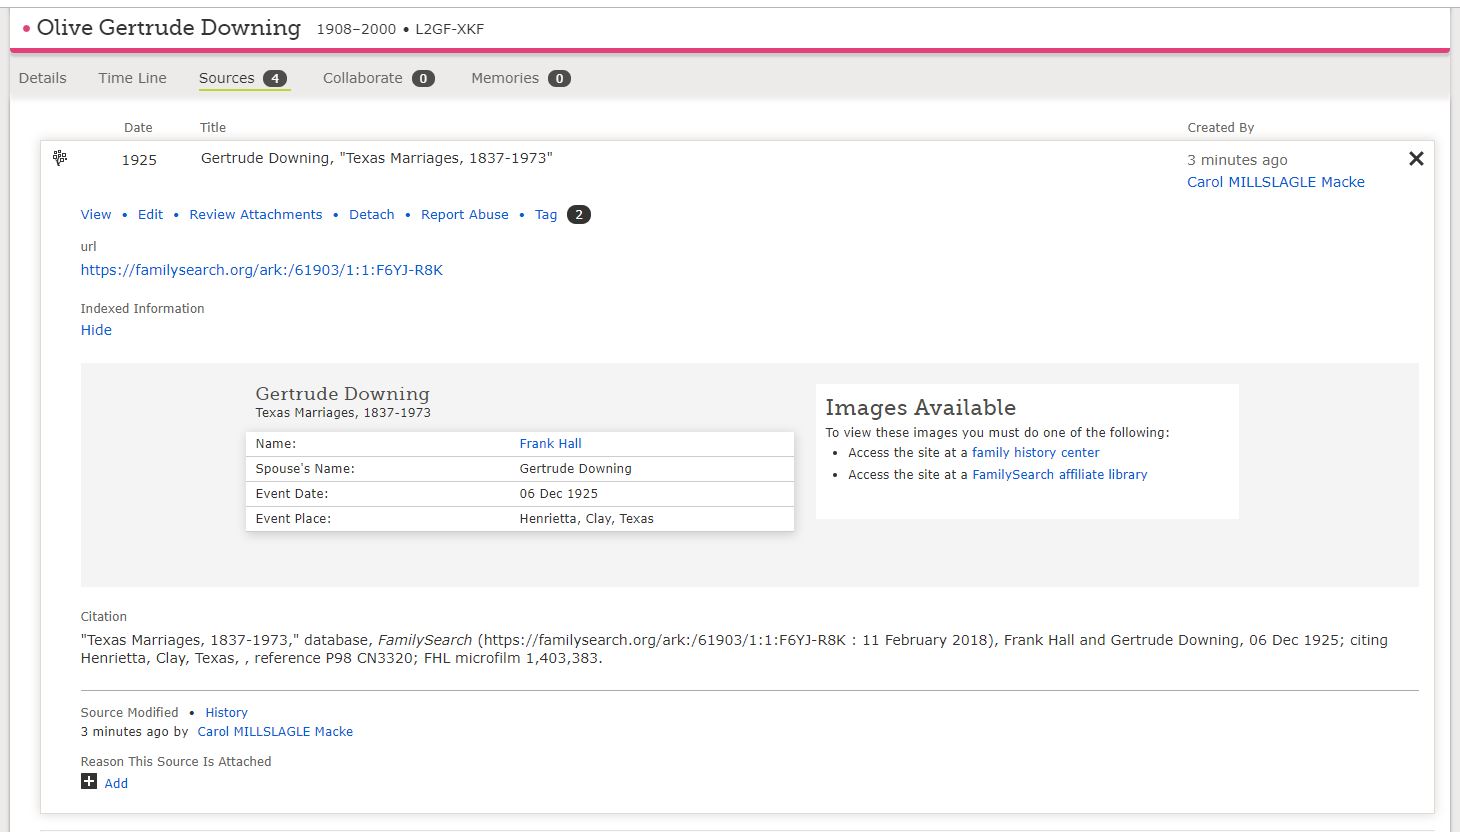 Olive Gertrude Downing 1908–2000 • L2GF-XKF
Details Time Line Sources 4 Collaborate 0 Memories 0
Date Title Created By
1925 Gertrude Downing, "Texas Marriages, 1837-1973" 3 minutes ago
Carol MILLSLAGLE Macke
View • Edit • Review Attachments • Detach • Report Abuse • Tag 2
url
https://familysearch.org/ark:/61903/1:1:F6YJ-R8K
Indexed Information
Hide
Gertrude Downing
Texas Marriages, 1837-1973
Name: Frank Hall
Spouse's Name: Gertrude Downing
Event Date: 06 Dec 1925
Event Place: Henrietta, Clay, Texas
Images Available
To view these images you must do one of the following:
• Access the site at a family history center
• Access the site at a FamilySearch affiliate library
Citation
"Texas Marriages, 1837-1973," database, FamilySearch (https://familysearch.org/ark:/61903/1:1:F6YJ-R8K : 11 February 2018), Frank Hall and Gertrude Downing, 06 Dec 1925; citing
Henrietta, Clay, Texas, , reference P98 CN3320; FHL microfilm 1,403,383.
Source Modified • History
3 minutes ago by Carol MILLSLAGLE Macke
Reason This Source Is Attached
Add